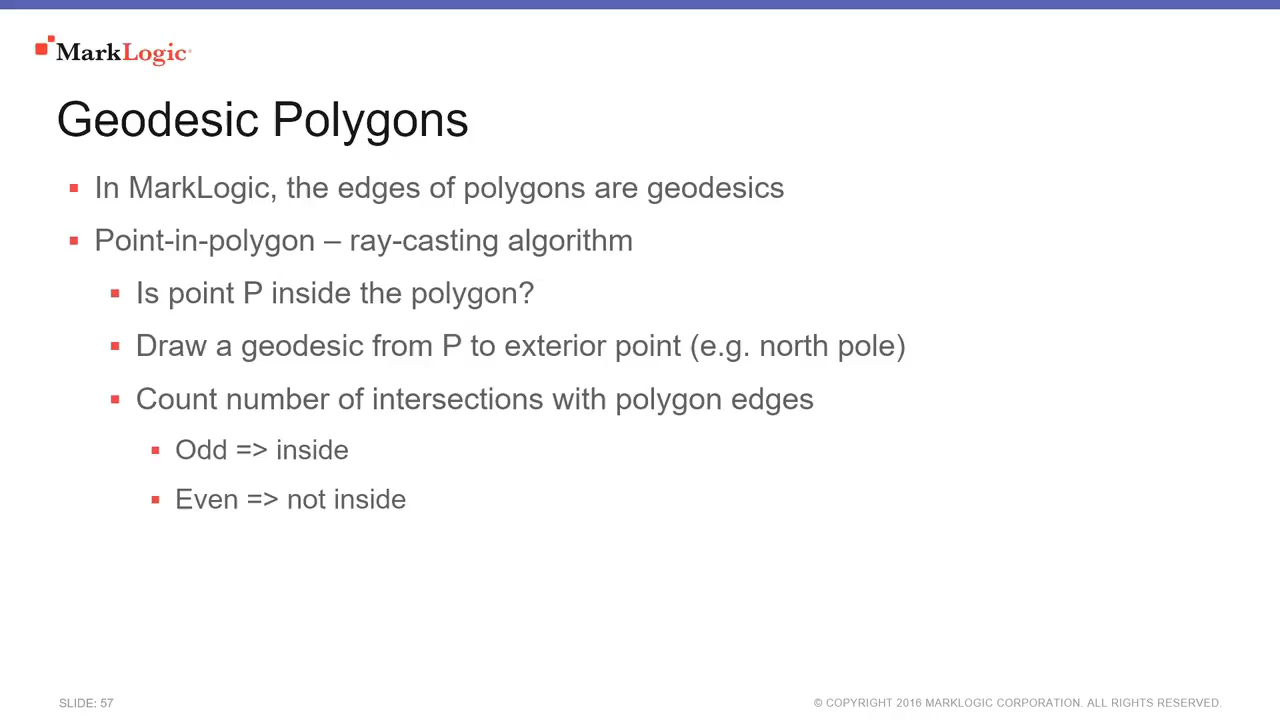 MarkLogic
Geodesic Polygons
▪ In MarkLogic, the edges of polygons are geodesics
▪ Point-in-polygon – ray-casting algorithm
▪ Is point P inside the polygon?
▪ Draw a geodesic from P to exterior point (e.g. north pole)
▪ Count number of intersections with polygon edges
▪ Odd => inside
▪ Even => not inside
SLIDE: 57
© COPYRIGHT 2016 MARKLOGIC CORPORATION. ALL RIGHTS RESERVED.